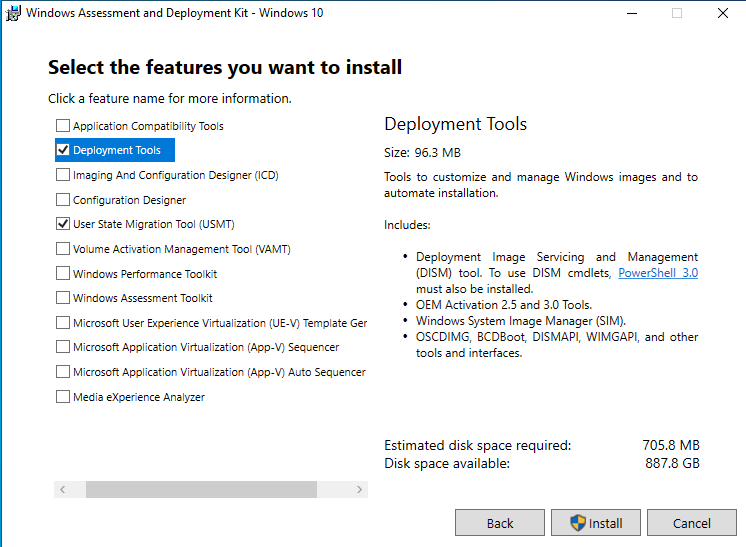 Windows Assessment and Deployment Kit - Windows 10
Select the features you want to install
Click a feature name for more information.
Application Compatibility Tools
Deployment Tools
Imaging And Configuration Designer (ICD)
Configuration Designer
User State Migration Tool (USMT)
Volume Activation Management Tool (VAMT)
Windows Performance Toolkit
Windows Assessment Toolkit
Microsoft User Experience Virtualization (UE-V) Template Ger
Microsoft Application Virtualization (App-V) Sequencer
Microsoft Application Virtualization (App-V) Auto Sequencer
Media eXperience Analyzer
Deployment Tools
Size: 96.3 MB
Tools to customize and manage Windows images and to
automate installation.
Includes:
• Deployment Image Servicing and Management
(DISM) tool. To use DISM cmdlets, PowerShell 3.0
must also be installed.
• OEM Activation 2.5 and 3.0 Tools.
• Windows System Image Manager (SIM).
• OSCDIMG, BCDBoot, DISMAPI, WIMGAPI, and other
tools and interfaces.
Estimated disk space required: 705.8 MB
Disk space available: 887.8 GB
Back Install Cancel